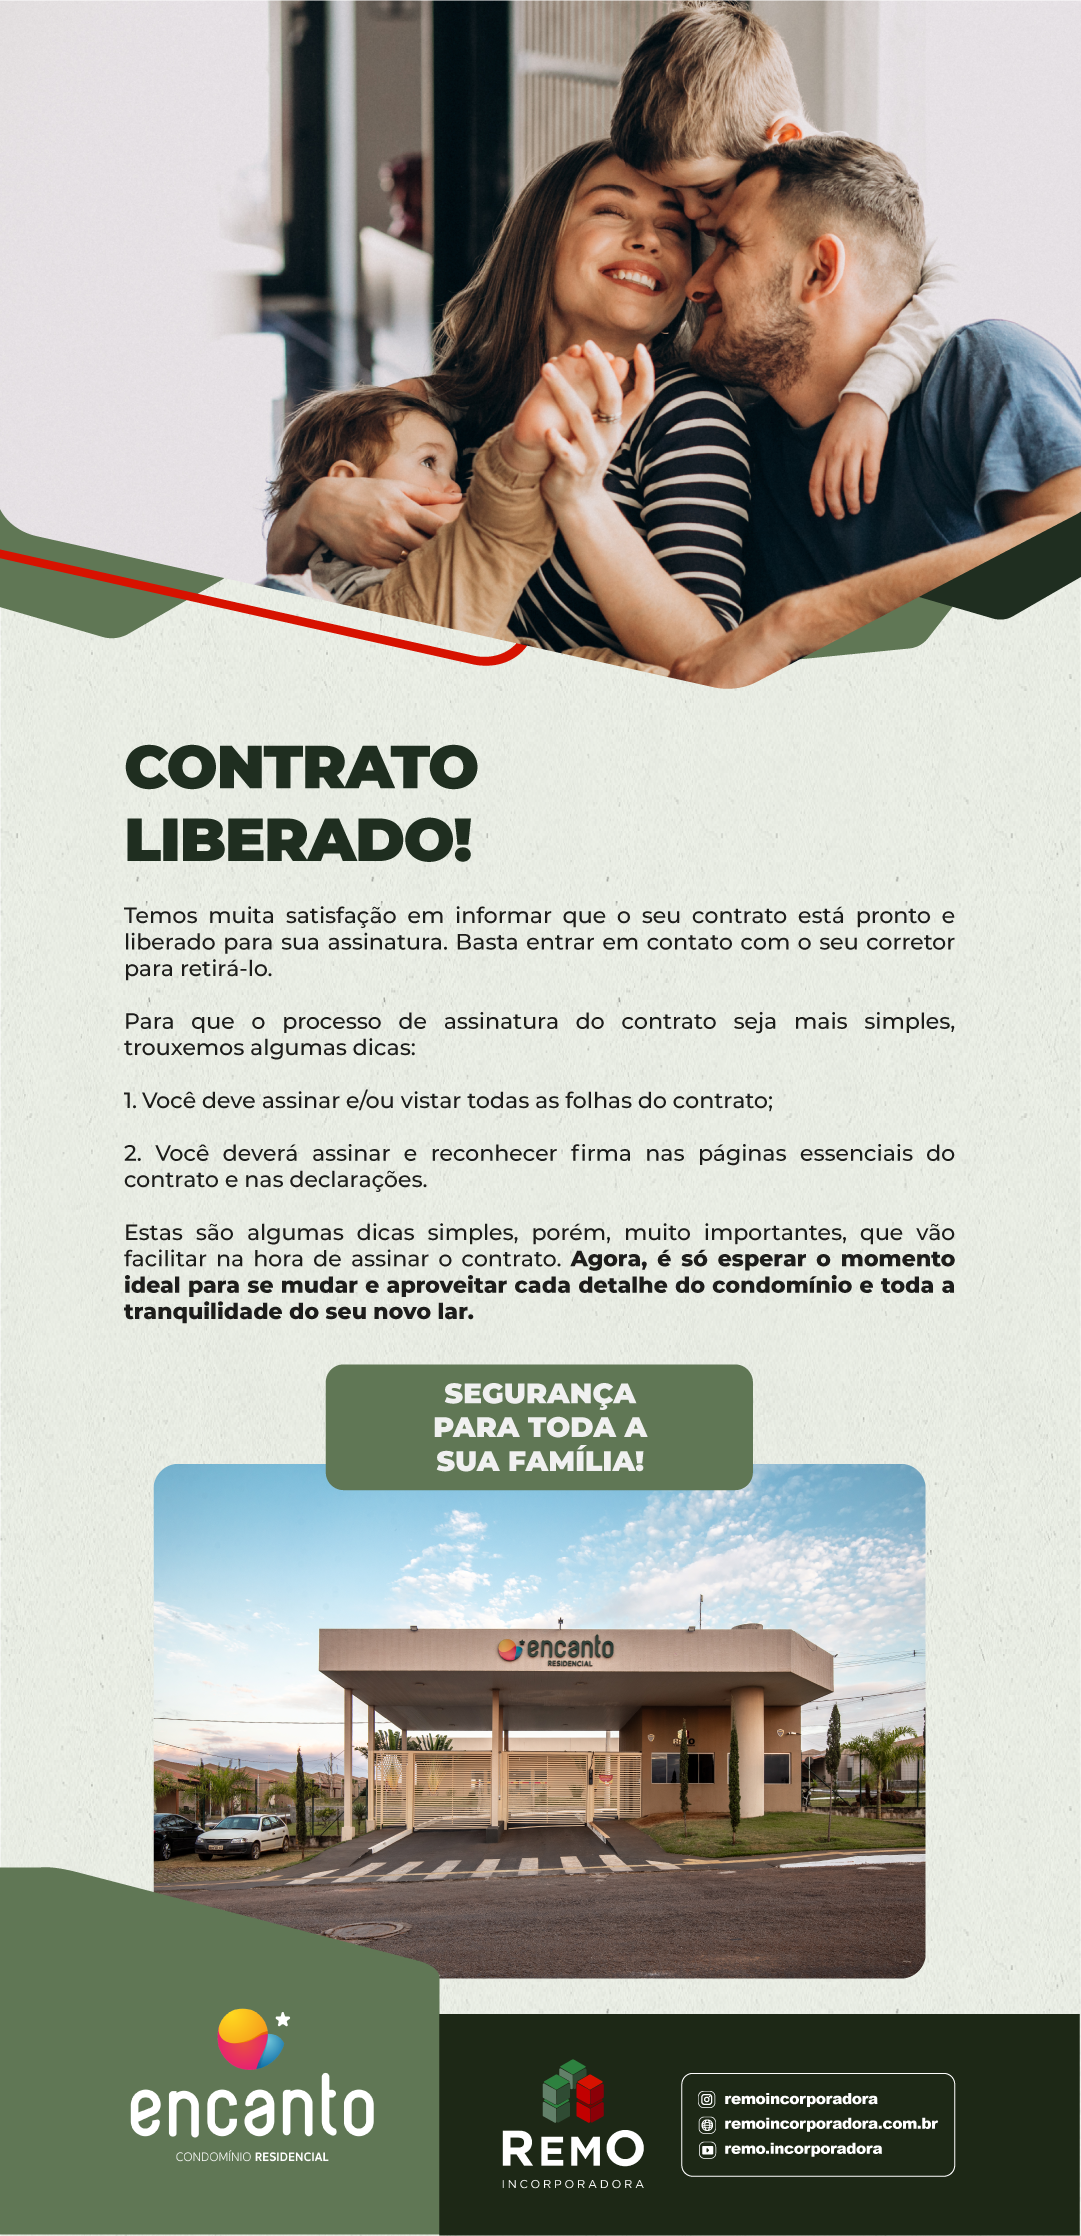 CONTRATO
LIBERADO!
Temos muita satisfação em informar que o seu contrato está pronto e
liberado para sua assinatura. Basta entrar em contato com o seu corretor
para retirá-lo.
Para que o processo de assinatura do contrato seja mais simples,
trouxemos algumas dicas:
1. Você deve assinar e/ou vistar todas as folhas do contrato;
2. Você deverá assinar e reconhecer firma nas páginas essenciais do
contrato e nas declarações.
Estas são algumas dicas simples, porém, muito importantes, que vão
facilitar na hora de assinar o contrato. Agora, é só esperar o momento
ideal para se mudar e aproveitar cada detalhe do condomínio e toda a
tranquilidade do seu novo lar.
SEGURANÇA
PARA TODA A
SUA FAMÍLIA!
encanto
RESIDENCIAL
encanto
CONDOMÍNIO RESIDENCIAL
REMO
INCORPORADORA
remoincorporadora
remoincorporadora.com.br
remo.incorporadora